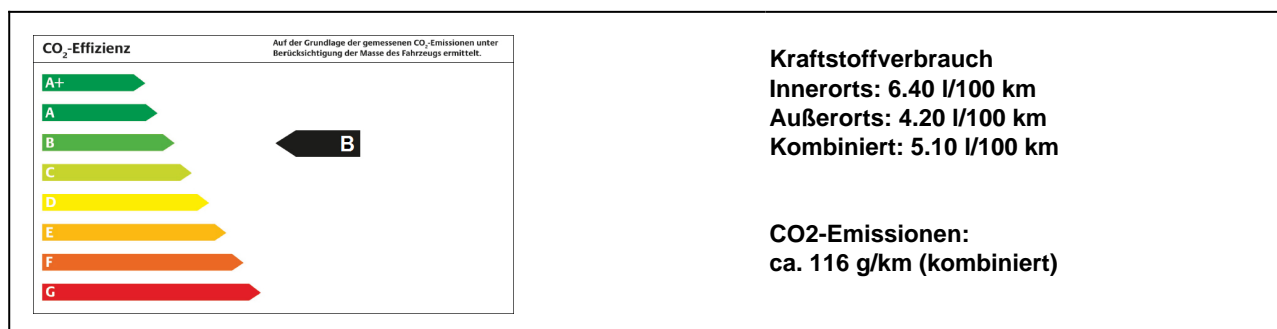 CO₂-Effizienz
Auf der Grundlage der gemessenen CO₂-Emissionen unter
Berücksichtigung der Masse des Fahrzeugs ermittelt.
A+
A
B
B
C
D
E
F
G
Kraftstoffverbrauch
Innerorts: 6.40 l/100 km
Außerorts: 4.20 l/100 km
Kombiniert: 5.10 l/100 km
CO2-Emissionen:
ca. 116 g/km (kombiniert)